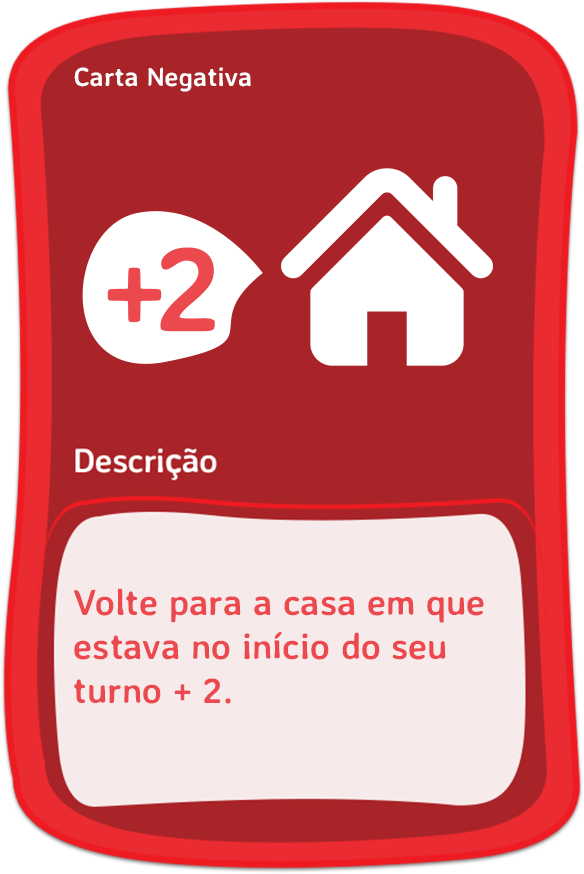 Carta Negativa
+2
Descrição
Volte para a casa em que
estava no início do seu
turno + 2.